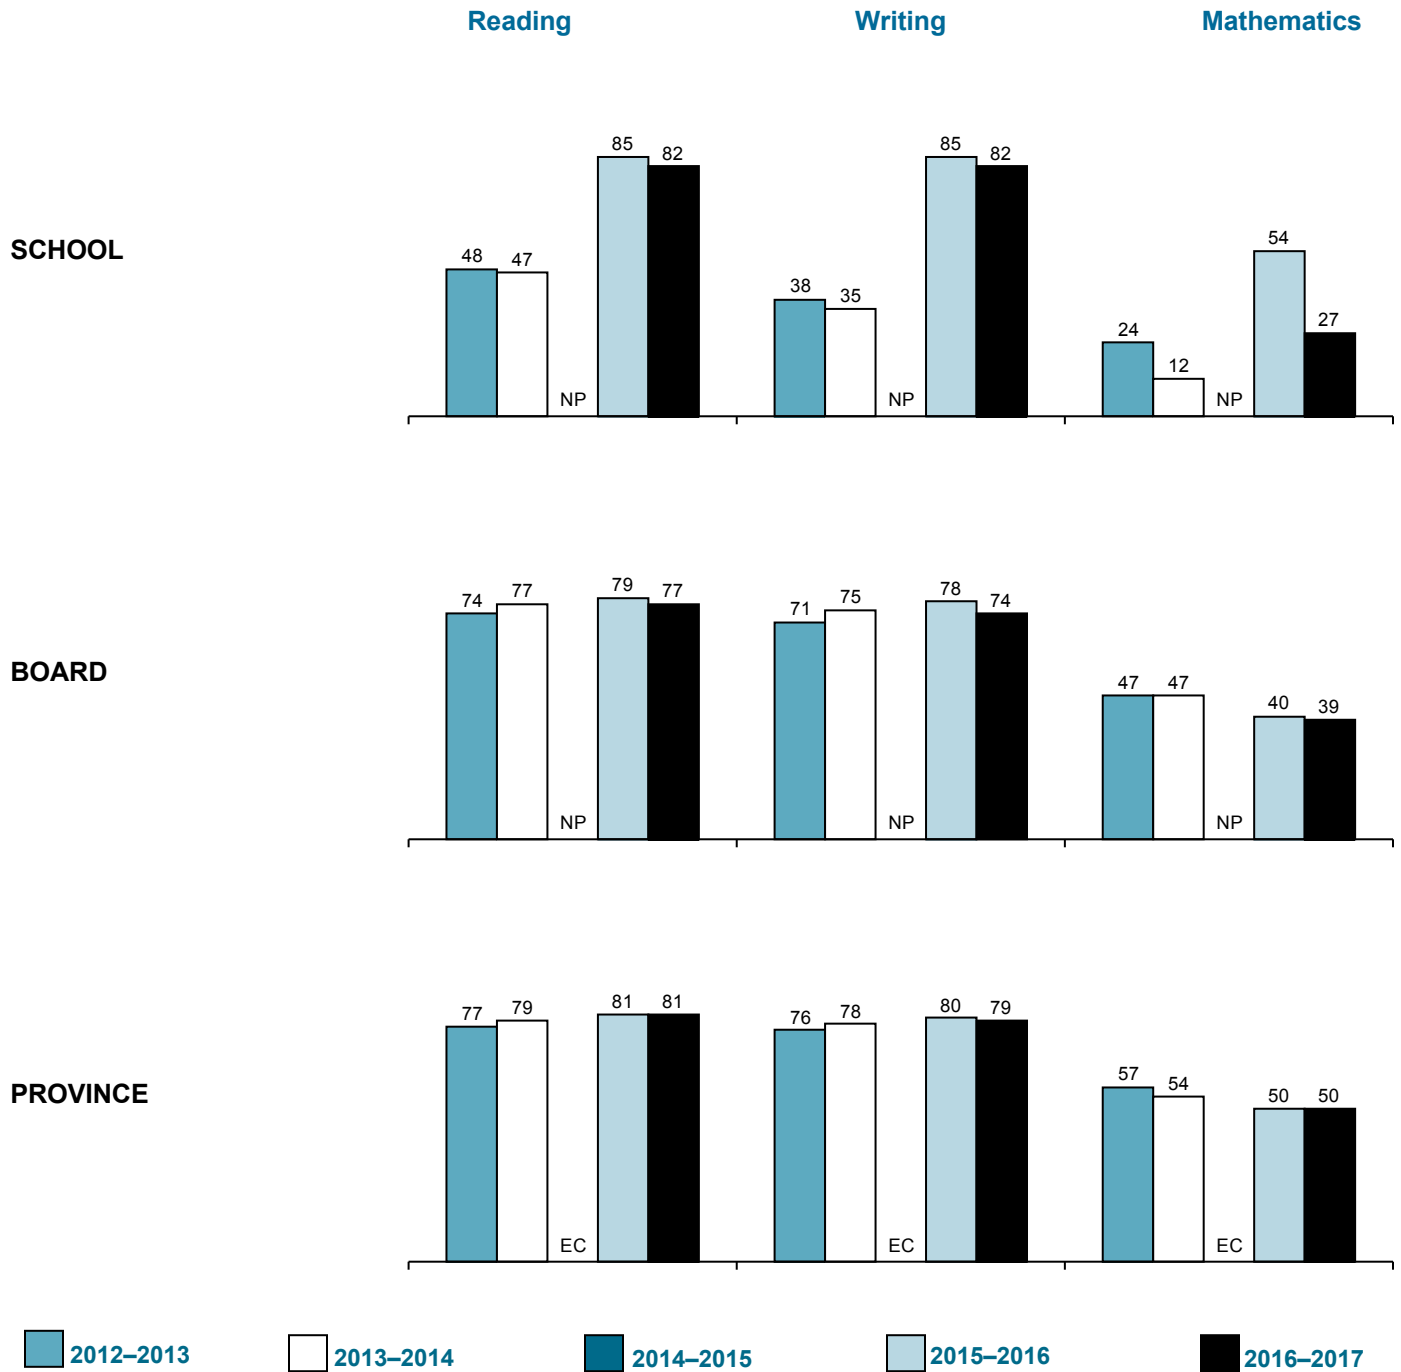 Reading Writing Mathematics
SCHOOL
48 47 NP 85 82
38 35 NP 85 82
24 12 NP 54 27
BOARD
74 77 NP 79 77
71 75 NP 78 74
47 47 NP 40 39
PROVINCE
77 79 EC 81 81
76 78 EC 80 79
57 54 EC 50 50
2012–2013 2013–2014 2014–2015 2015–2016 2016–2017